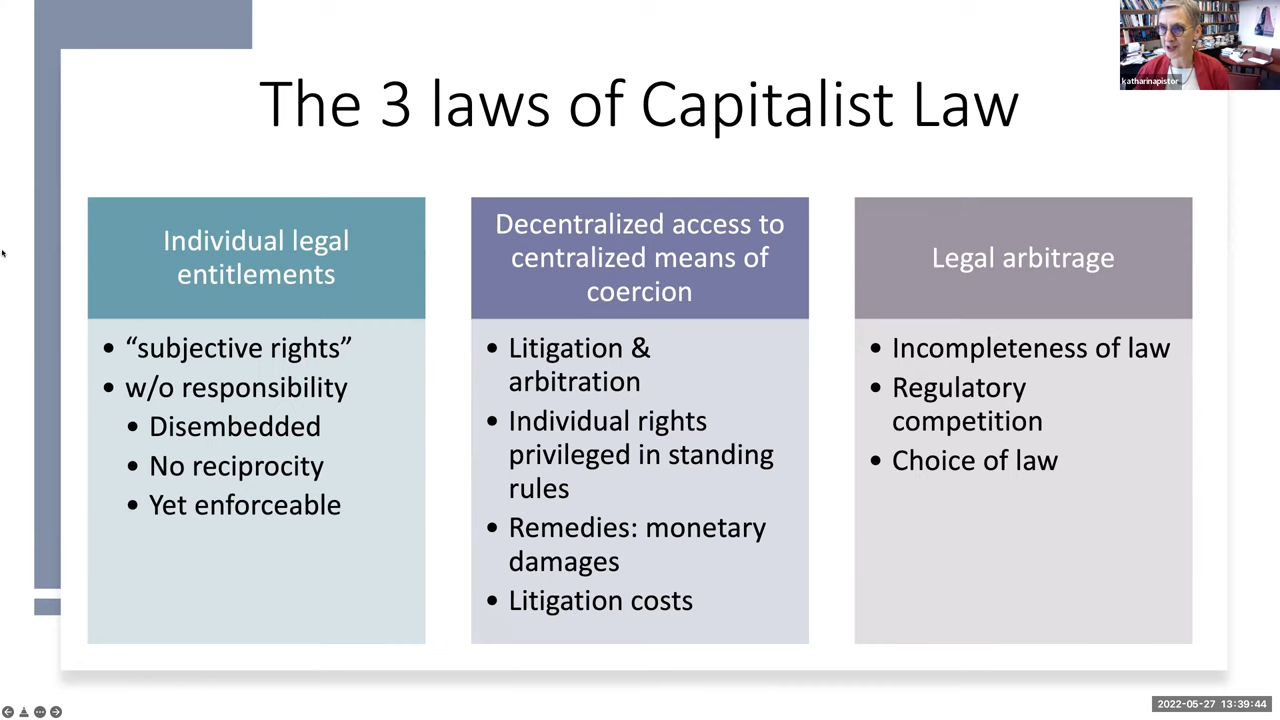 The 3 laws of Capitalist Law
katharinapistor
Individual legal
entitlements
• “subjective rights”
• w/o responsibility
• Disembedded
• No reciprocity
• Yet enforceable
Decentralized access to
centralized means of
coercion
• Litigation &
arbitration
• Individual rights
privileged in standing
rules
• Remedies: monetary
damages
• Litigation costs
Legal arbitrage
• Incompleteness of law
• Regulatory
competition
• Choice of law
2022-05-27 13:39:44